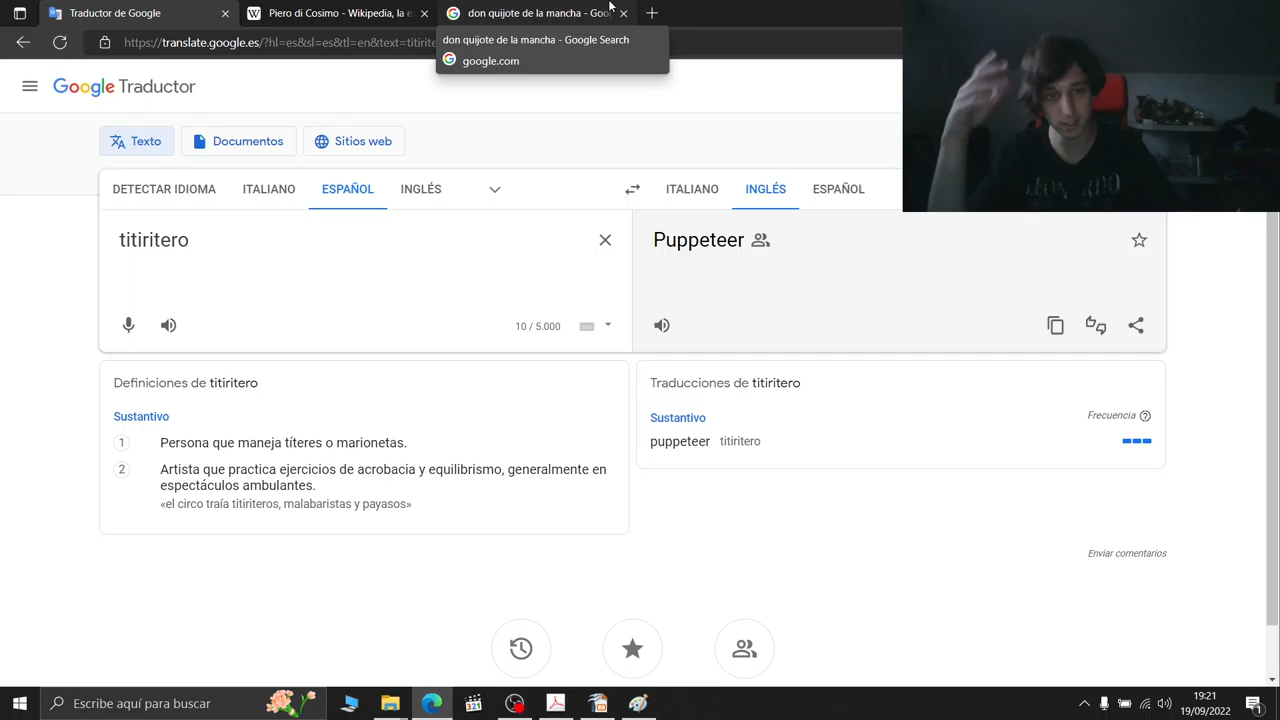 Traductor de Google
Piero di Cosimo - Wikipedia, la e
don quijote de la mancha - Goo
https://translate.google.es/?hl=es&sl=es&tl=en&text=titirite
don quijote de la mancha - Google Search
google.com
Google Traductor
Texto
Documentos
Sitios web
DETECTAR IDIOMA ITALIANO ESPAÑOL INGLÉS
ITALIANO INGLÉS ESPAÑOL
titiritero
Puppeteer
10 / 5.000
Definiciones de titiritero
Sustantivo
1 Persona que maneja títeres o marionetas.
2 Artista que practica ejercicios de acrobacia y equilibrismo, generalmente en
espectáculos ambulantes.
«el circo traía titiriteros, malabaristas y payasos»
Traducciones de titiritero
Sustantivo
Frecuencia
puppeteer titiritero
Enviar comentarios
Escribe aquí para buscar
19:21
19/09/2022
1